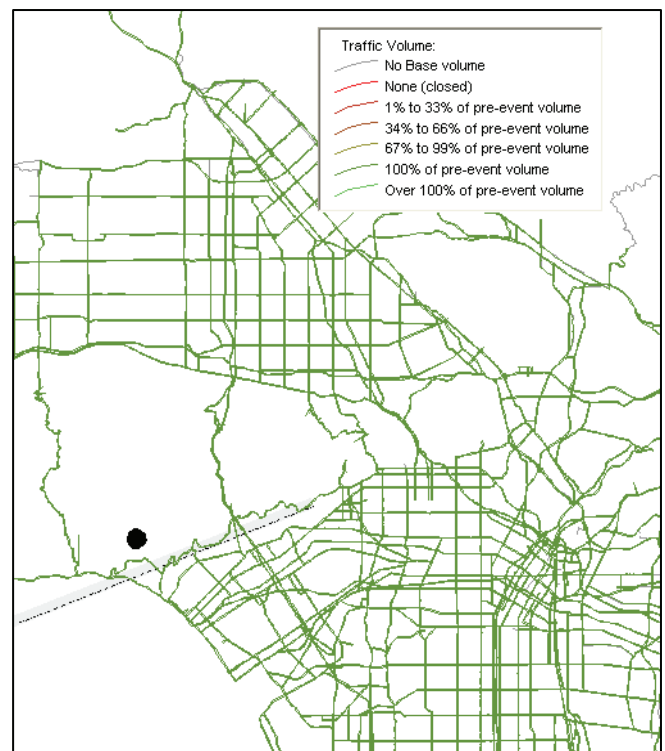 Traffic Volume:
No Base volume
None (closed)
1% to 33% of pre-event volume
34% to 66% of pre-event volume
67% to 99% of pre-event volume
100% of pre-event volume
Over 100% of pre-event volume